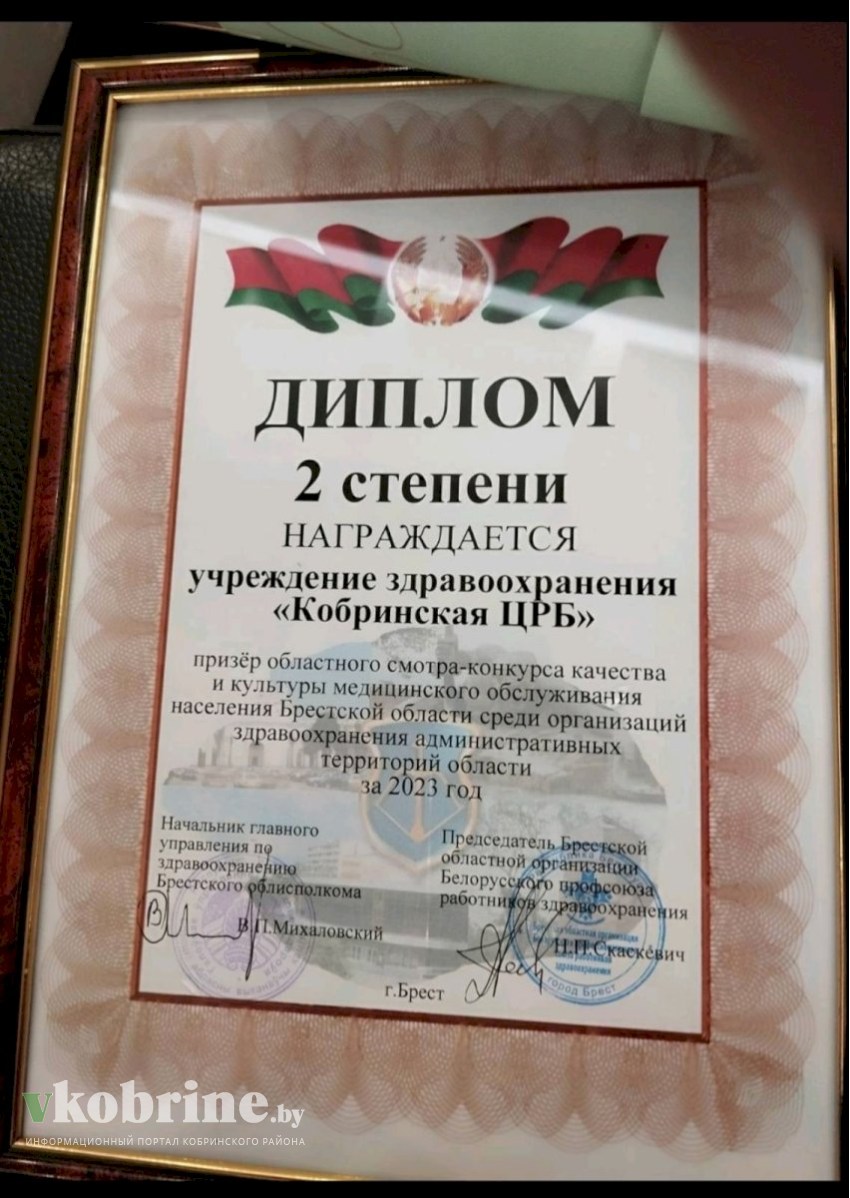 ДИПЛОМ
2 степени
НАГРАЖДАЕТСЯ
учреждение здравоохранения
«Кобринская ЦРБ»
призёр областного смотра-конкурса качества
и культуры медицинского обслуживания
населения Брестской области среди организаций
здравоохранения административных
территорий области
за 2023 год
Начальник главного
управления по
здравоохранению
Брестского облисполкома
В.П.Михаловский
Председатель Брестской
областной организации
Белорусского профсоюза
работников здравоохранения
Н.П.Скаскевич
город Брест
г.Брест
vkobrine.by
ИНФОРМАЦИОННЫЙ ПОРТАЛ КОБРИНСКОГО РАЙОНА